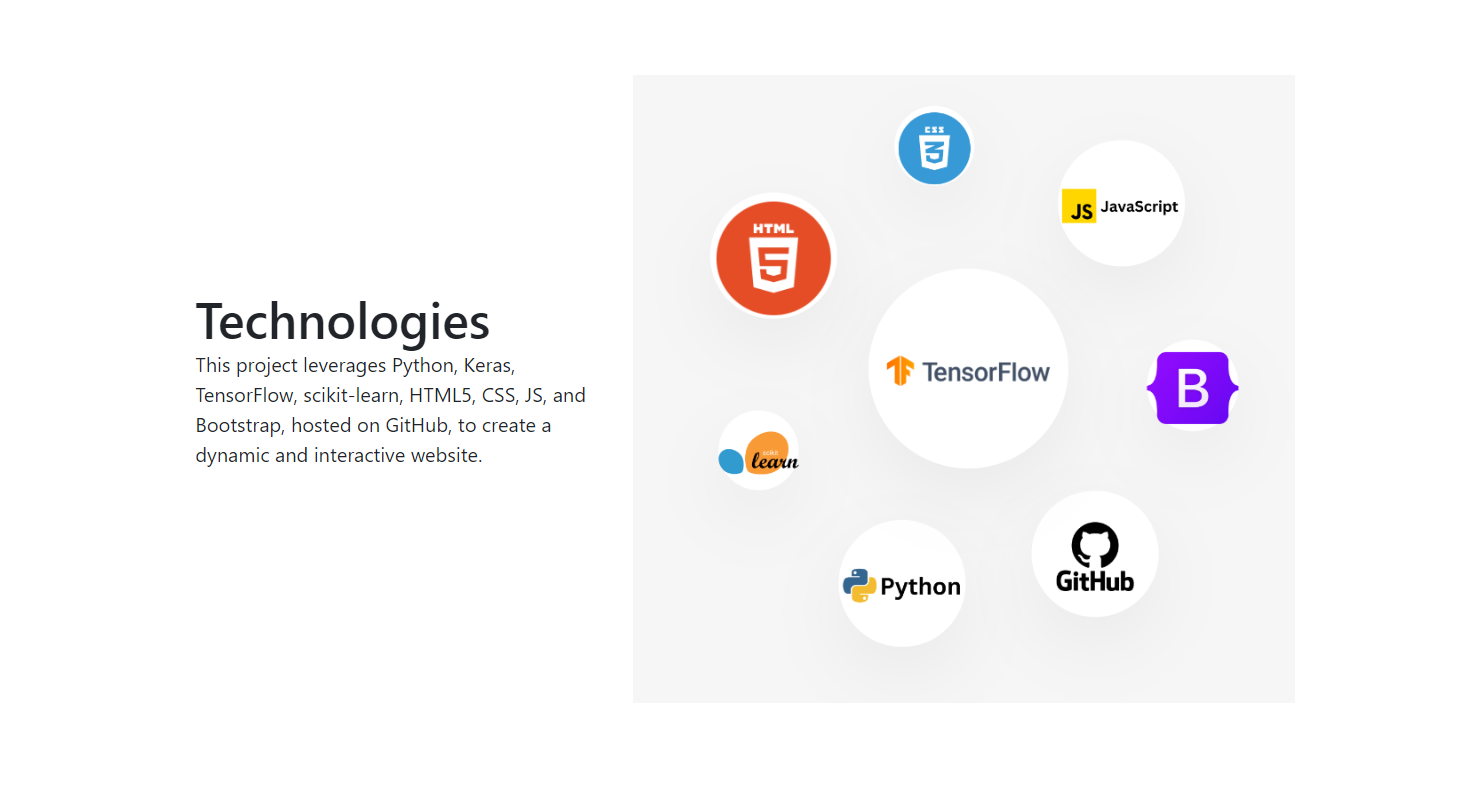 Technologies
This project leverages Python, Keras,
TensorFlow, scikit-learn, HTML5, CSS, JS, and
Bootstrap, hosted on GitHub, to create a
dynamic and interactive website.
CSS
3
JS JavaScript
HTML
5
TensorFlow
B
learn
Python
GitHub